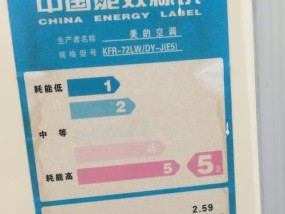 中国能效标识
CHINA ENERGY LABEL
生产者名称 美的空调
规格型号 KFR-72LW/DY-J(E5)
耗能低 1
2
中 等
耗能高 5 5级
2.59